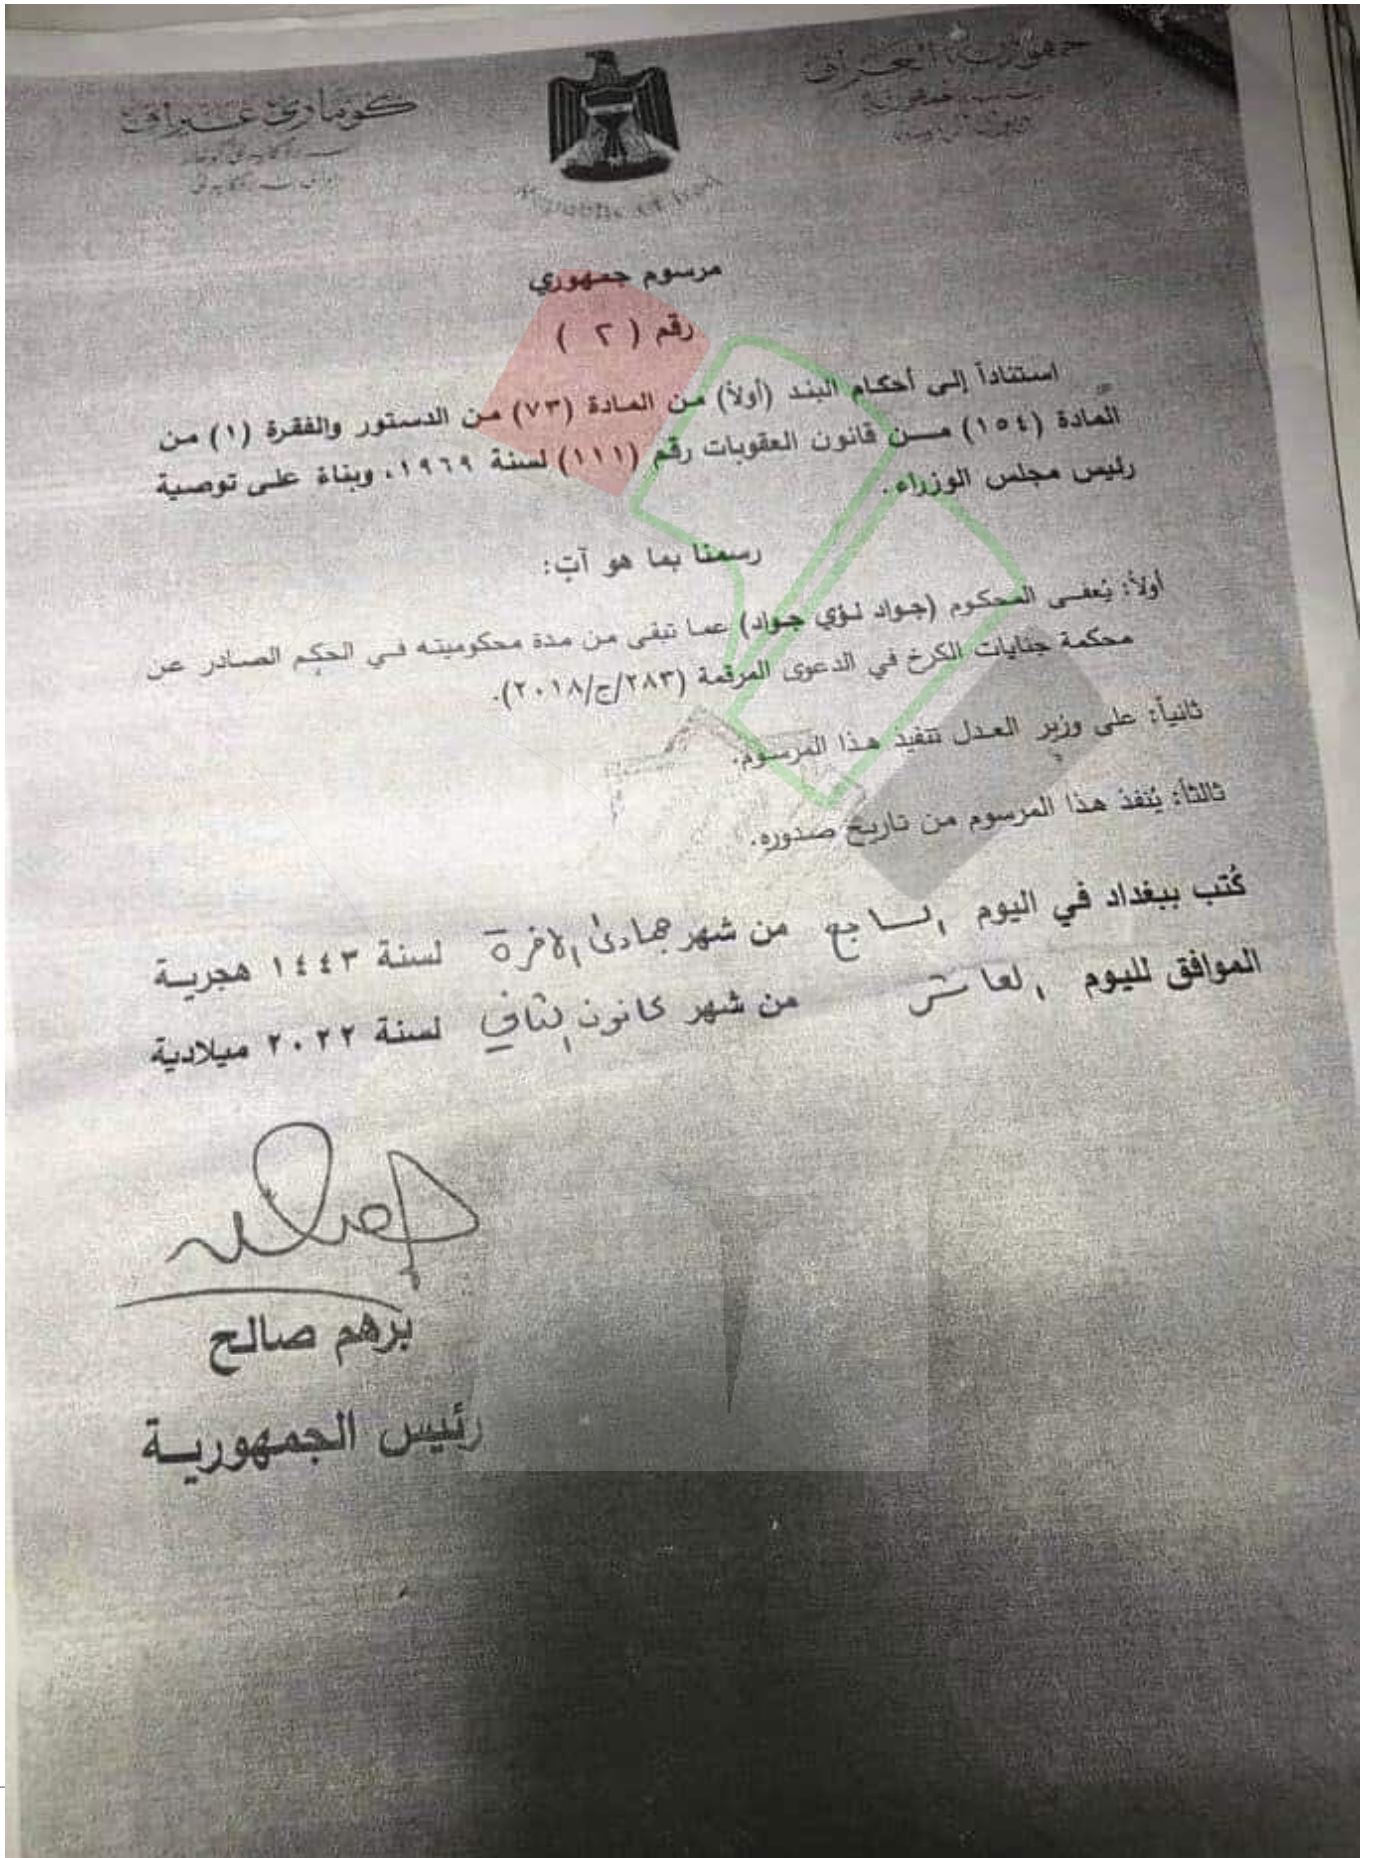 جمهورية العراق
كوماري عيراق
Republic of Iraq
مرسوم جمهوري
رقم ( ٢ )
استناداً إلى أحكام البند (أولاً) من المادة (٧٣) من الدستور والفقرة (١) من
المادة (١٥٤) من قانون العقوبات رقم (١١١) لسنة ١٩٦٩، وبناءً على توصية
رئيس مجلس الوزراء.
رسمنا بما هو آتٍ:
أولاً: يُعفى المحكوم (جواد لؤي جواد) عما تبقى من مدة محكوميته في الحكم الصادر عن
محكمة جنايات الكرخ في الدعوى المرقمة (٢٨٣/ج/٢٠١٨).
ثانياً: على وزير العدل تنفيذ هذا المرسوم.
ثالثاً: يُنفذ هذا المرسوم من تاريخ صدوره.
كُتب ببغداد في اليوم السابع من شهر جمادى الاخرة لسنة ١٤٤٣ هجرية
الموافق لليوم العاشر من شهر كانون الثاني لسنة ٢٠٢٢ ميلادية
برهم صالح
رئيس الجمهورية